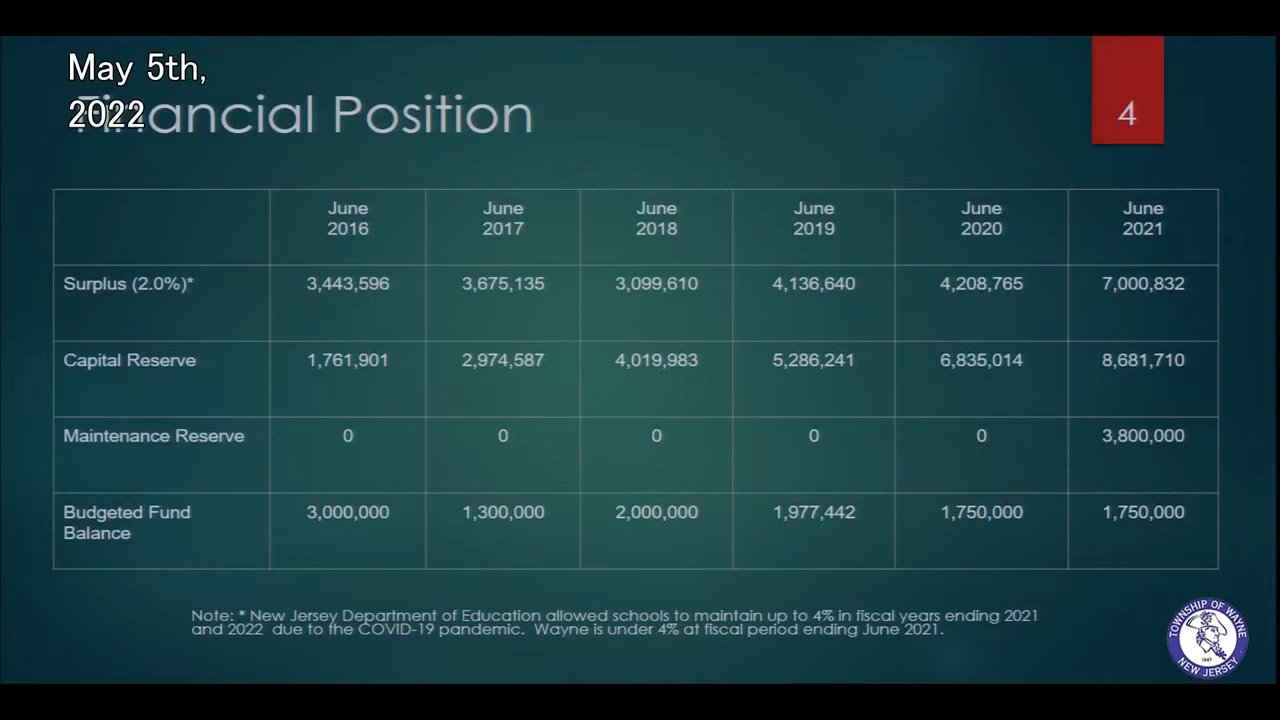 May 5th,
2022
Financial Position
4
June 2016 June 2017 June 2018 June 2019 June 2020 June 2021
Surplus (2.0%)* 3,443,596 3,675,135 3,099,610 4,136,640 4,208,765 7,000,832
Capital Reserve 1,761,901 2,974,587 4,019,983 5,286,241 6,835,014 8,681,710
Maintenance Reserve 0 0 0 0 0 3,800,000
Budgeted Fund Balance 3,000,000 1,300,000 2,000,000 1,977,442 1,750,000 1,750,000
Note: * New Jersey Department of Education allowed schools to maintain up to 4% in fiscal years ending 2021
and 2022 due to the COVID-19 pandemic. Wayne is under 4% at fiscal period ending June 2021.
TOWNSHIP OF WAYNE
1847
NEW JERSEY